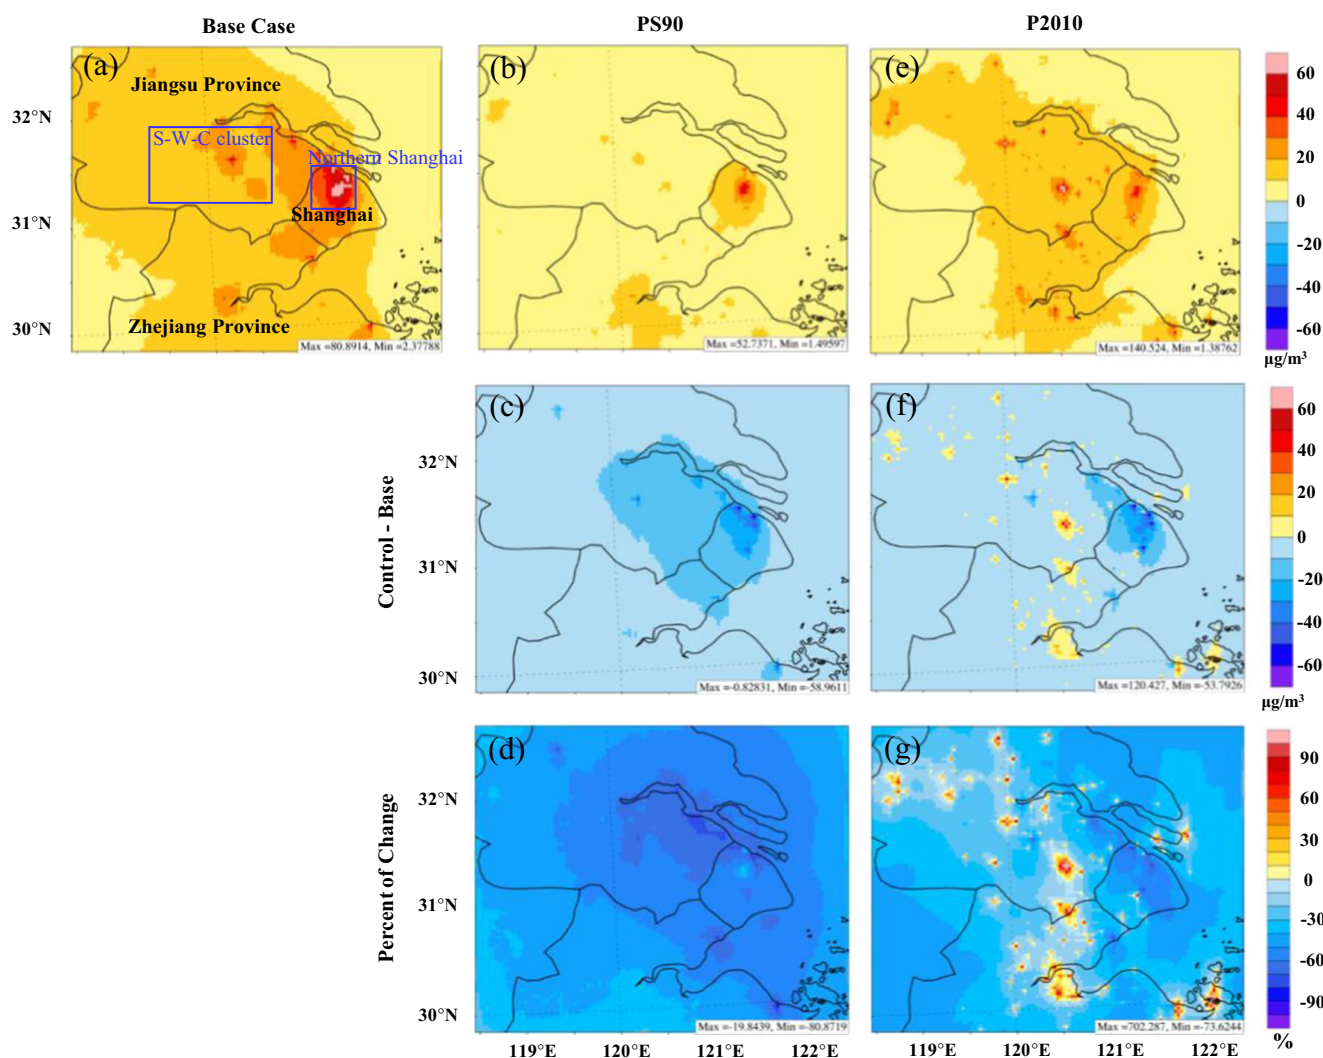 Base Case
PS90
P2010
(a)
(b)
(e)
Jiangsu Province
S-W-C cluster
Northern Shanghai
Shanghai
Zhejiang Province
32°N
31°N
30°N
Max =80.8914, Min =2.37788
Max =52.7371, Min =1.49597
Max =140.524, Min =1.38762
60
40
20
0
-20
-40
-60
µg/m³
Control - Base
(c)
(f)
32°N
31°N
30°N
Max =-0.82831, Min =-58.9611
Max =120.427, Min =-53.7926
60
40
20
0
-20
-40
-60
µg/m³
Percent of Change
(d)
(g)
32°N
31°N
30°N
Max =-19.8439, Min =-80.8719
Max =702.287, Min =-73.6244
90
60
30
0
-30
-60
-90
%
119°E 120°E 121°E 122°E
119°E 120°E 121°E 122°E